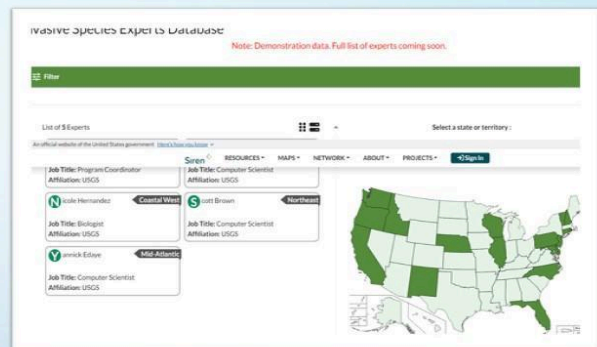 nvasive Species Experts Database
Note: Demonstration data. Full list of experts coming soon.
Filter
List of 5 Experts
Select a state or territory :
An official website of the United States government Here's how you know
Siren RESOURCES MAPS NETWORK ABOUT PROJECTS Sign In
Job Title: Program Coordinator
Affiliation: USGS
Job Title: Computer Scientist
Affiliation: USGS
N icole Hernandez Coastal West
Job Title: Biologist
Affiliation: USGS
S cott Brown Northeast
Job Title: Computer Scientist
Affiliation: USGS
Y annick Edaye Mid-Atlantic
Job Title: Computer Scientist
Affiliation: USGS